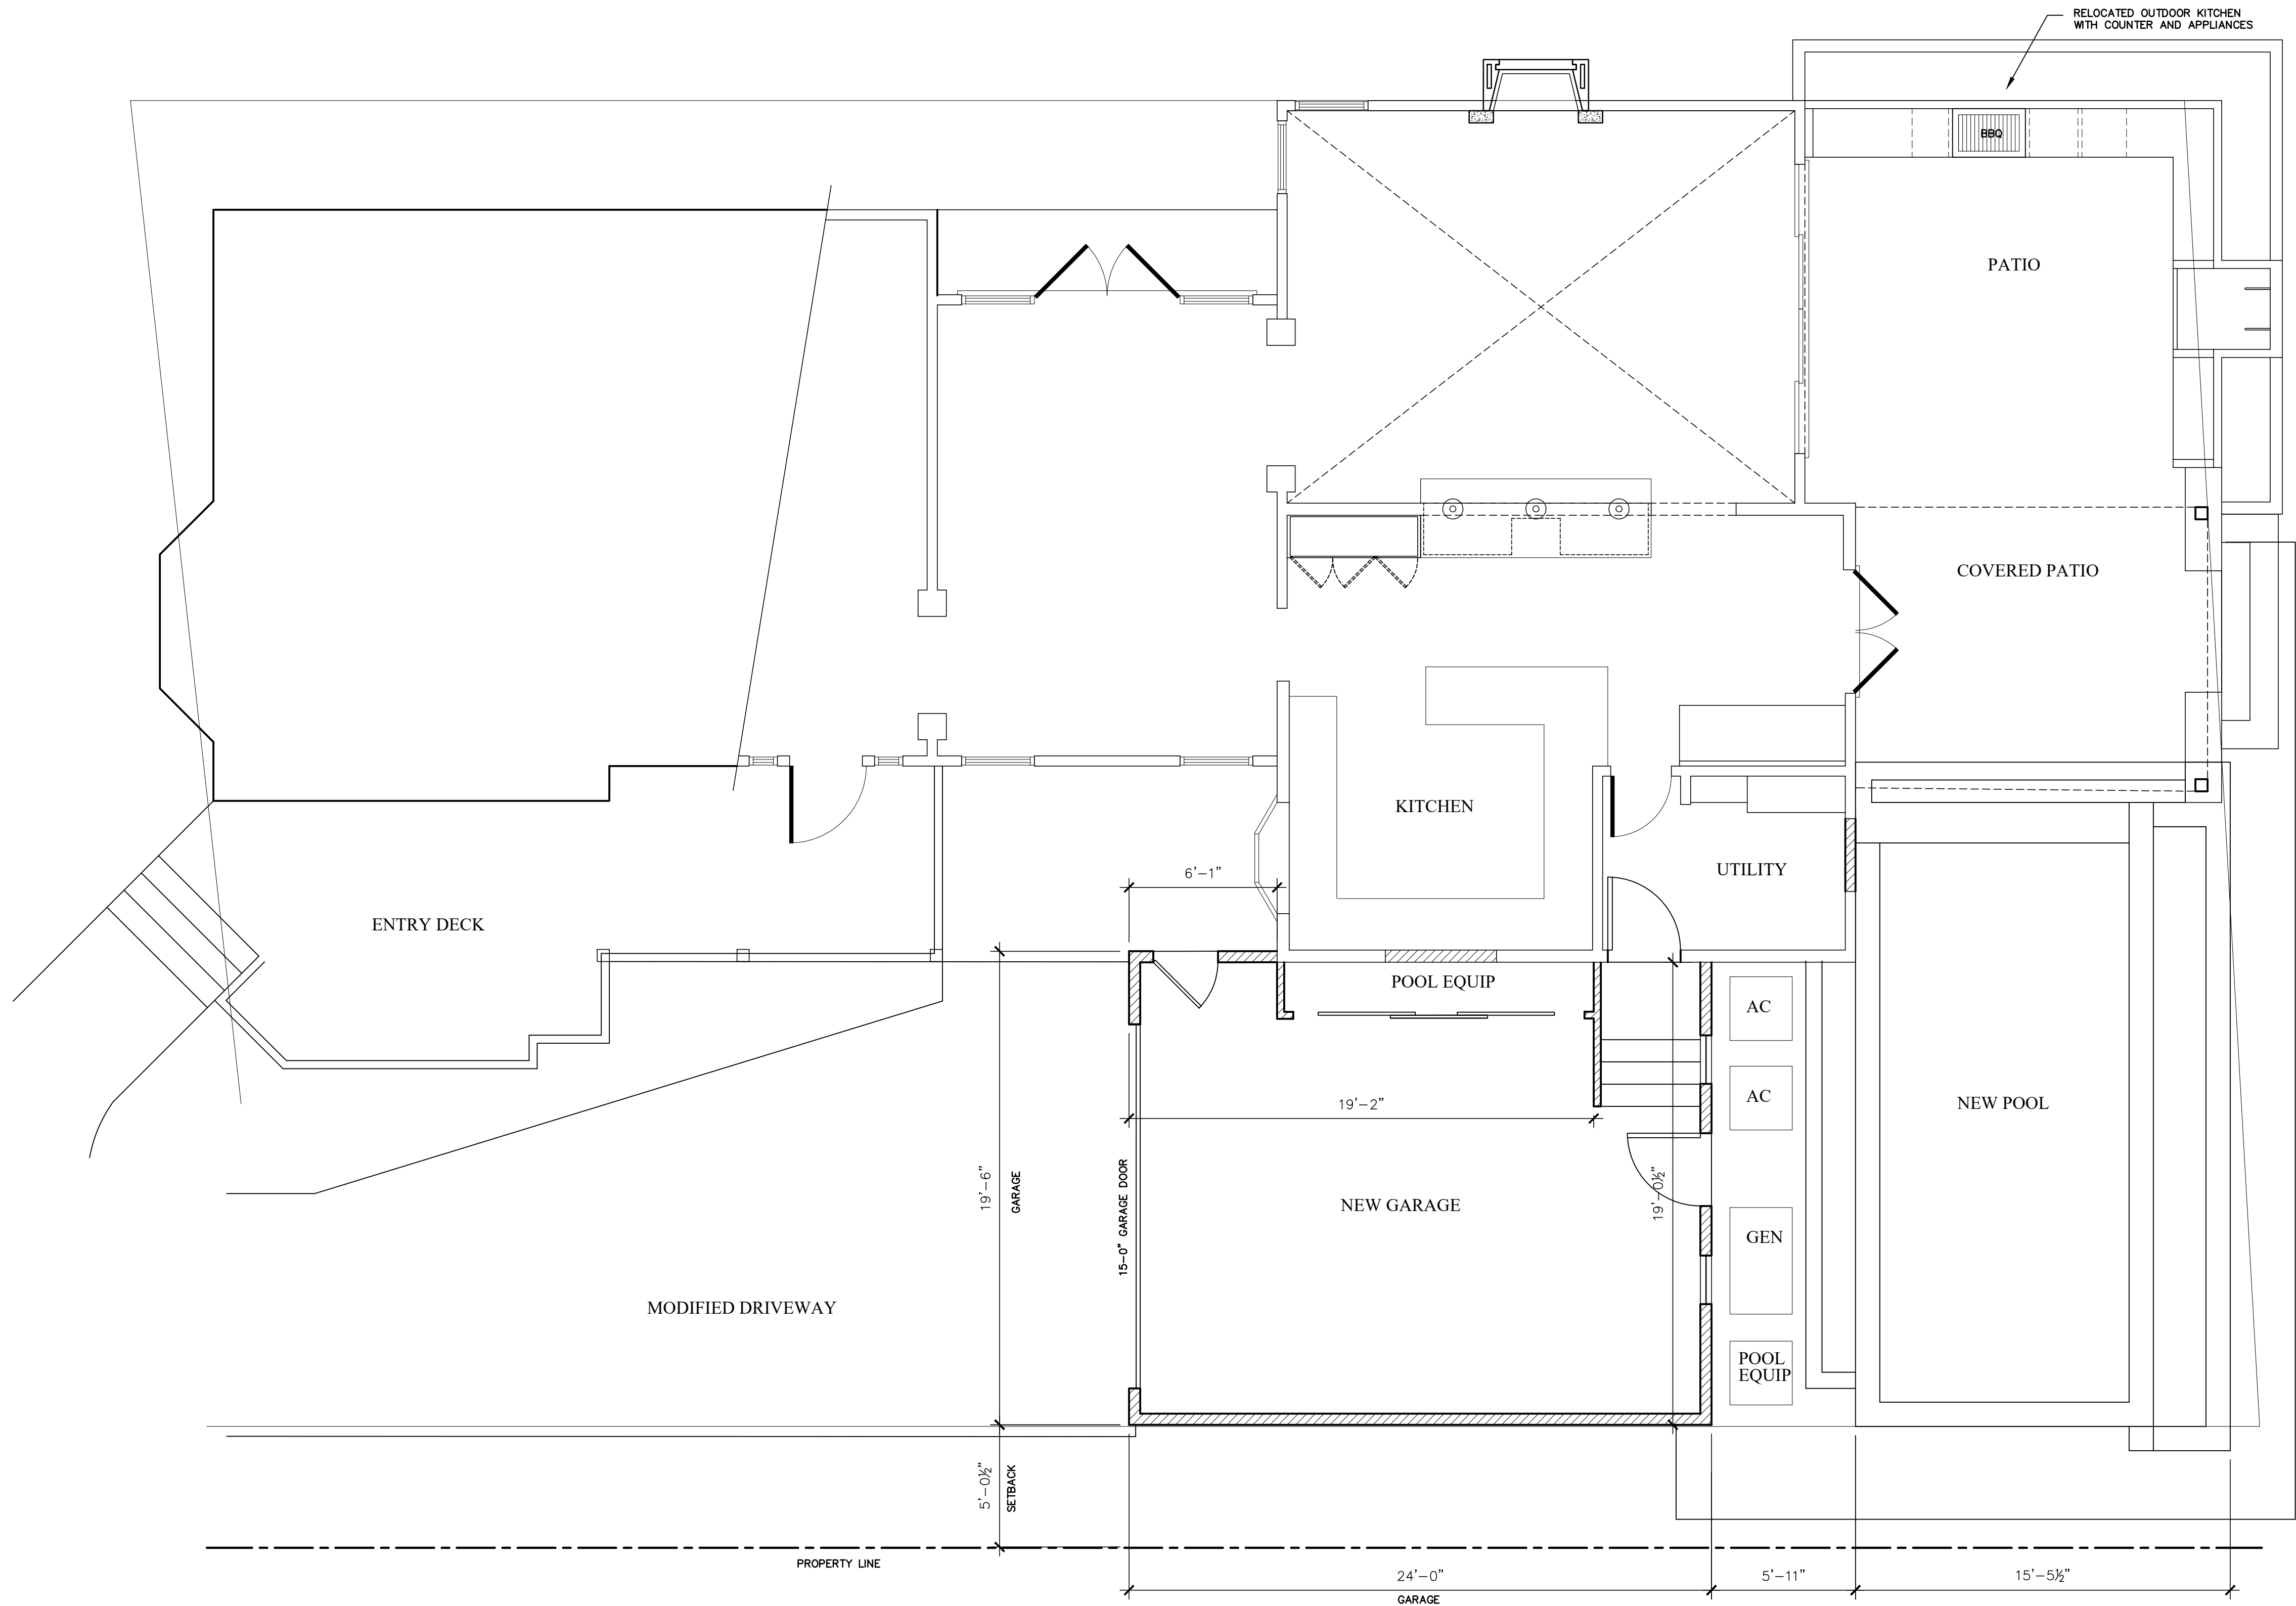 RELOCATED OUTDOOR KITCHEN
WITH COUNTER AND APPLIANCES
BBQ
PATIO
COVERED PATIO
KITCHEN
UTILITY
6'-1"
ENTRY DECK
POOL EQUIP
AC
AC
19'-2"
NEW POOL
19'-6"
GARAGE
15-0" GARAGE DOOR
19'-0½"
NEW GARAGE
GEN
MODIFIED DRIVEWAY
POOL
EQUIP
5'-0½"
SETBACK
PROPERTY LINE
24'-0"
GARAGE
5'-11"
15'-5½"